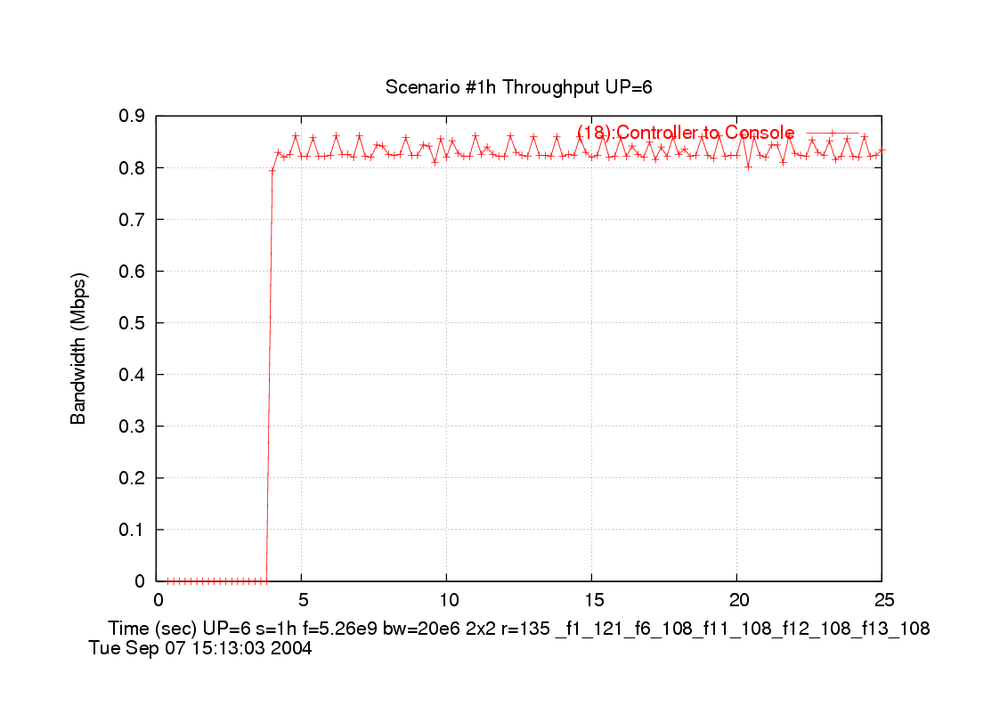 Scenario #1h Throughput UP=6
0.9
(18):Controller to Console
0.8
0.7
0.6
0.5
0.4
0.3
0.2
0.1
0
Bandwidth (Mbps)
0 5 10 15 20 25
Time (sec) UP=6 s=1h f=5.26e9 bw=20e6 2x2 r=135 _f1_121_f6_108_f11_108_f12_108_f13_108
Tue Sep 07 15:13:03 2004